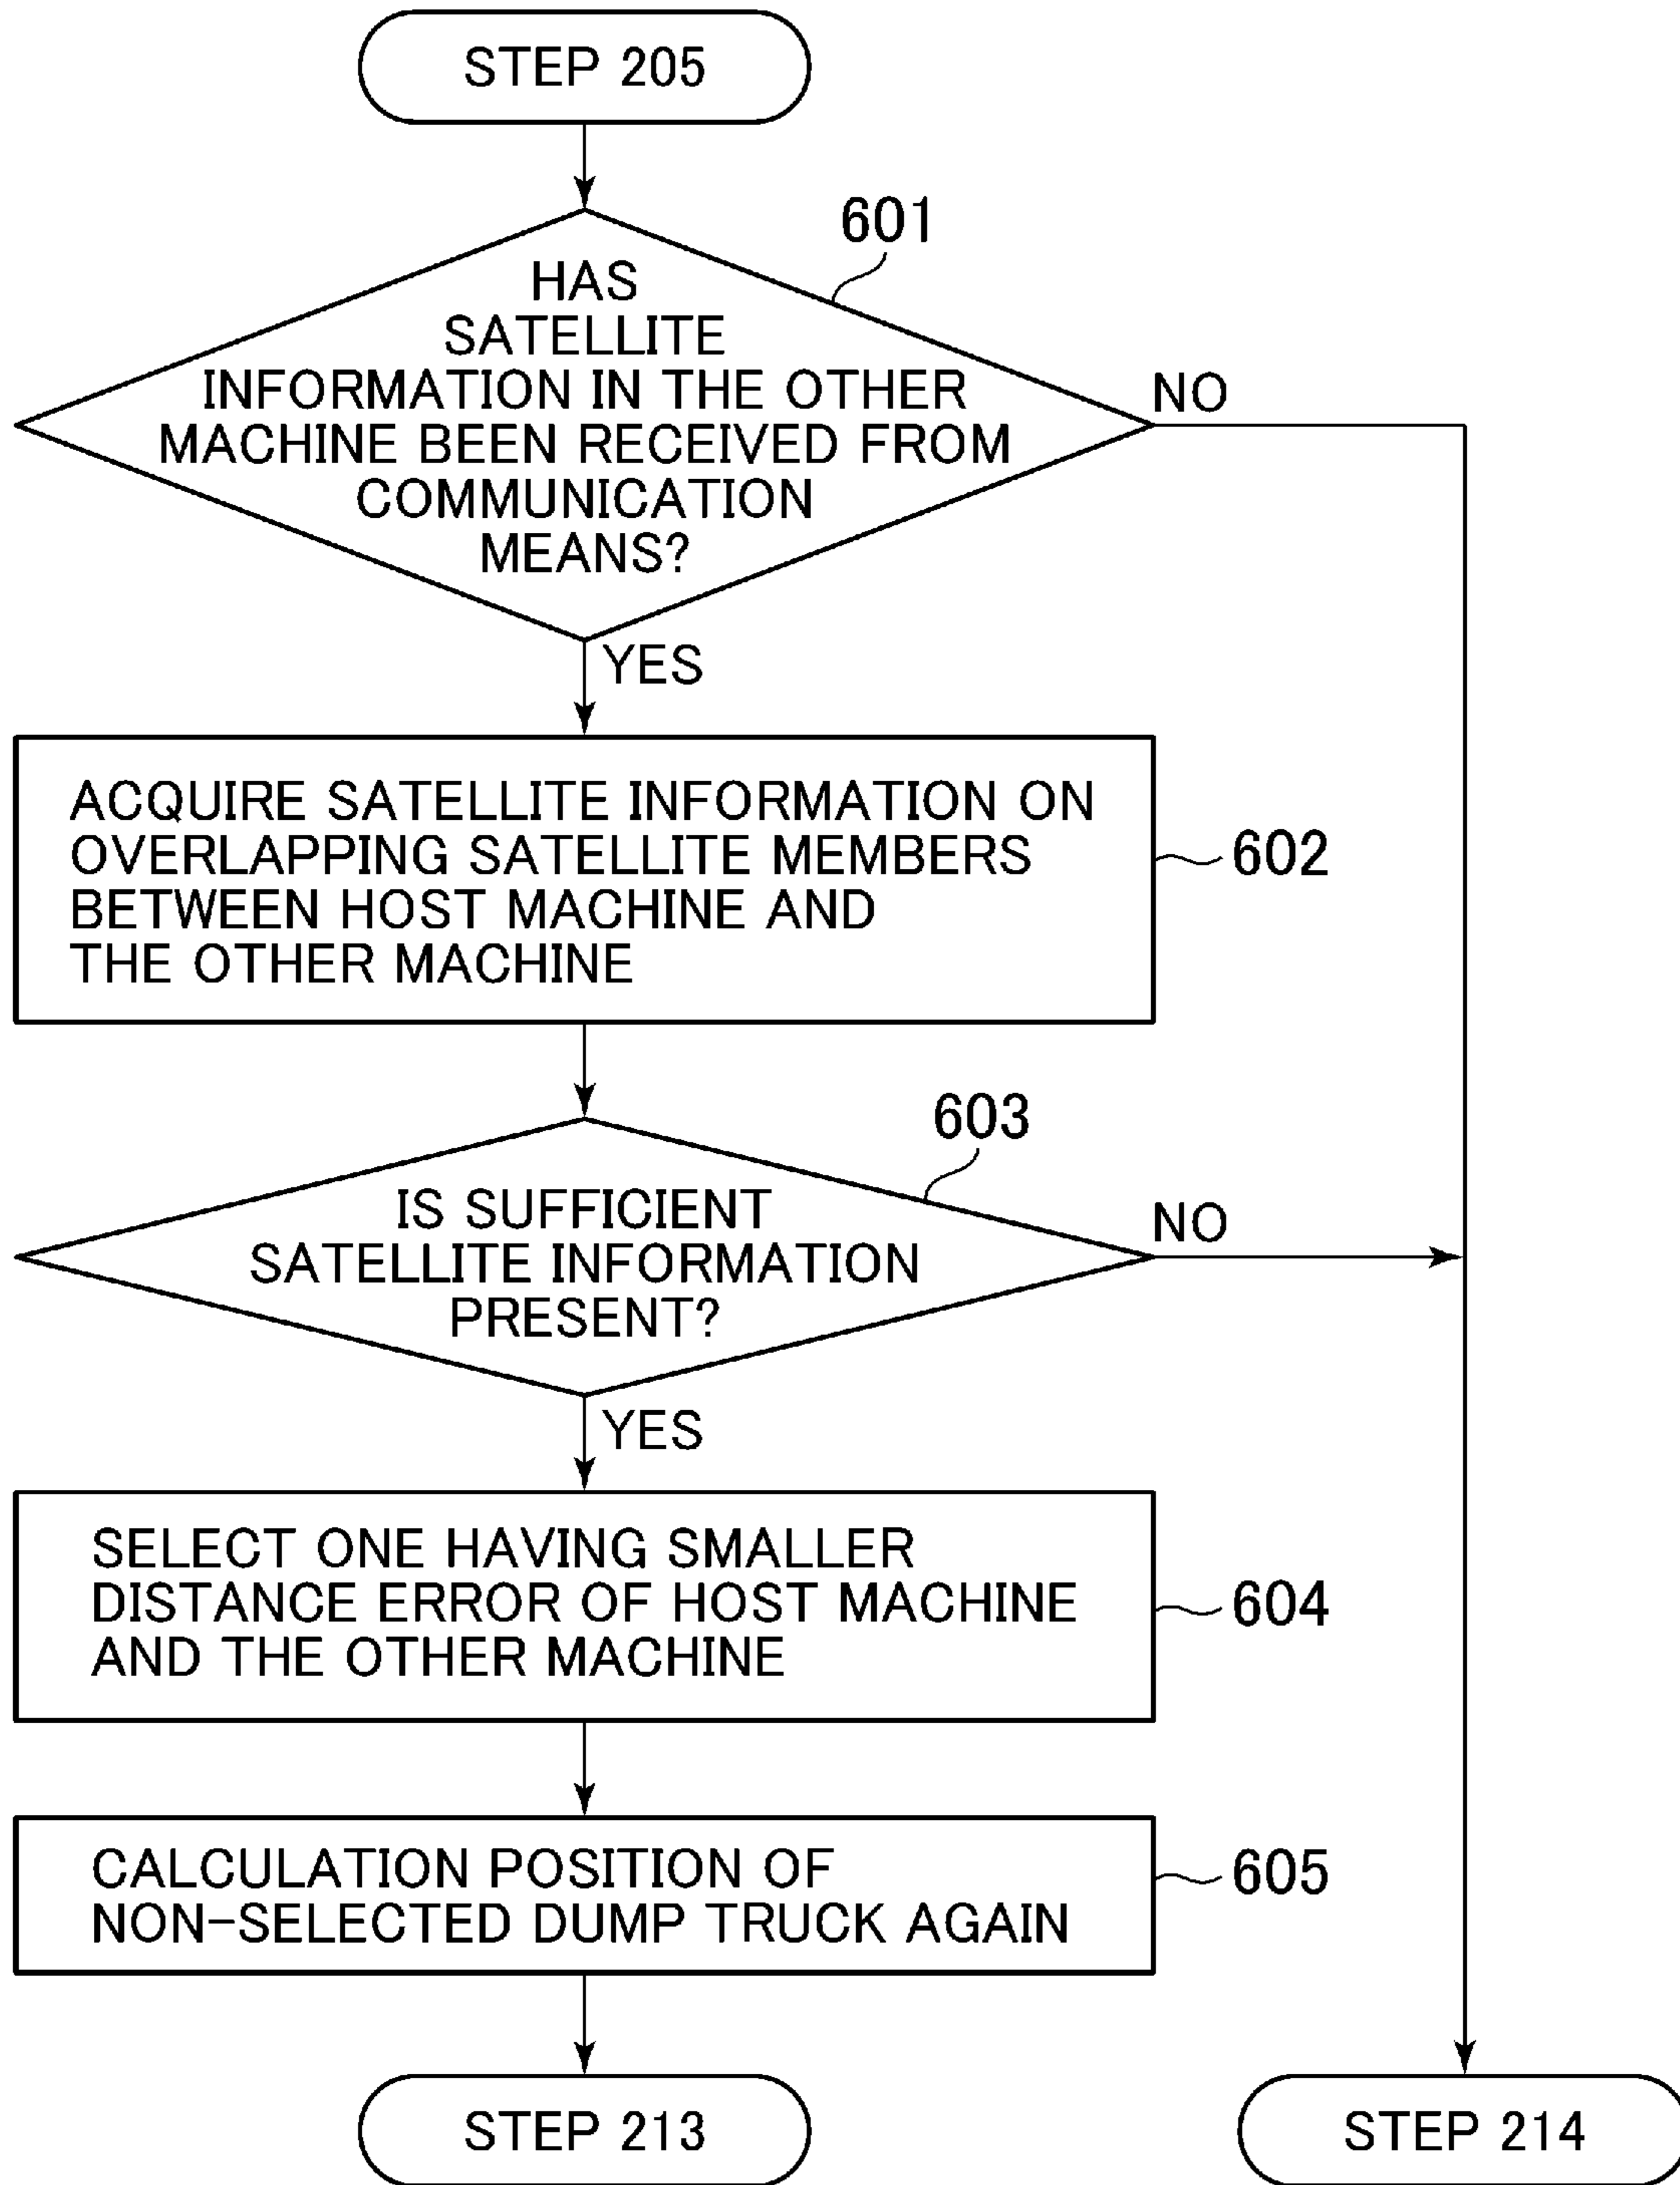 STEP 205
601
HAS
SATELLITE
INFORMATION IN THE OTHER
MACHINE BEEN RECEIVED FROM
COMMUNICATION
MEANS?
NO
YES
ACQUIRE SATELLITE INFORMATION ON
OVERLAPPING SATELLITE MEMBERS
BETWEEN HOST MACHINE AND
THE OTHER MACHINE
602
603
IS SUFFICIENT
SATELLITE INFORMATION
PRESENT?
NO
YES
SELECT ONE HAVING SMALLER
DISTANCE ERROR OF HOST MACHINE
AND THE OTHER MACHINE
604
CALCULATION POSITION OF
NON-SELECTED DUMP TRUCK AGAIN
605
STEP 213
STEP 214